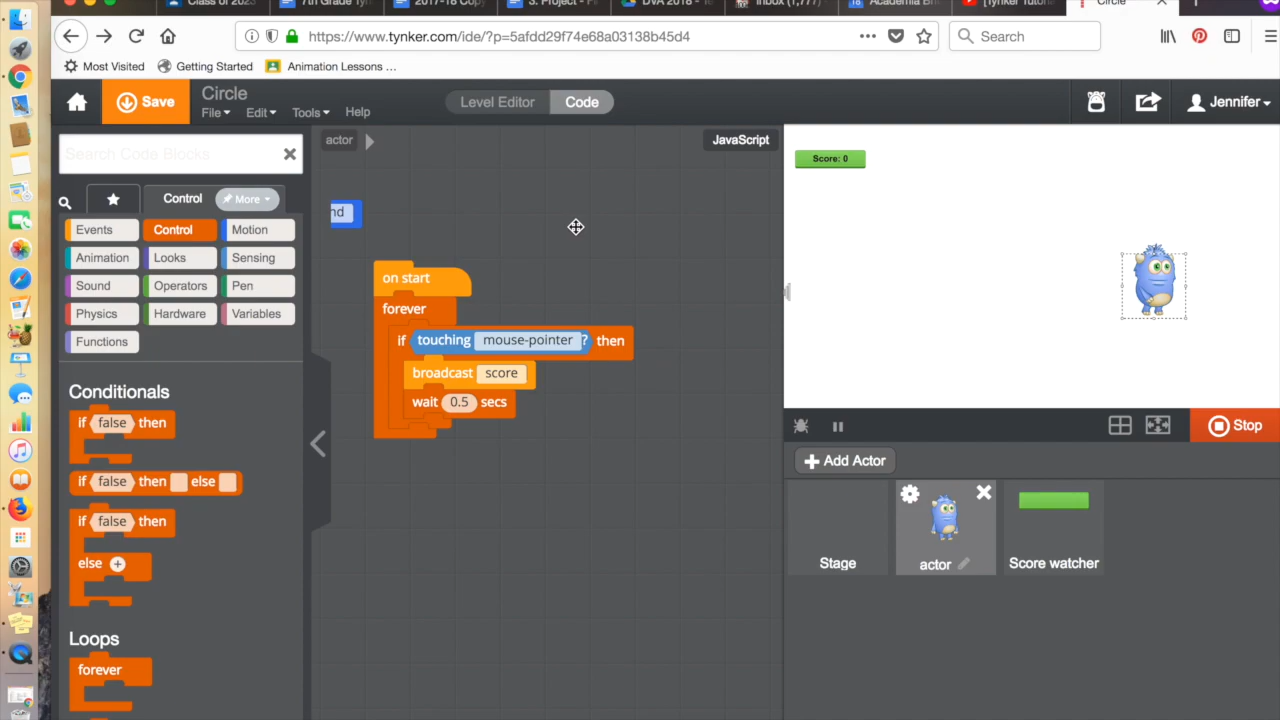 Class of 2023
7th Grade Ty
2017-18 Copy
3. Project - Fi
DVA 2018 - Te
Inbox (1,777)
Academia Brit
[Tynker Tutoria
Circle
https://www.tynker.com/ide/?p=5afdd29f74e68a03138b45d4
Search
Most Visited
Getting Started
Animation Lessons ...
Save
Circle
File
Edit
Tools
Help
Level Editor
Code
Jennifer
Search Code Blocks
actor
JavaScript
Control
More
Events
Control
Motion
Animation
Looks
Sensing
Sound
Operators
Pen
Physics
Hardware
Variables
Functions
Conditionals
if false then
if false then else
if false then
else
Loops
forever
nd
on start
forever
if touching mouse-pointer ? then
broadcast score
wait 0.5 secs
Score: 0
Stop
Add Actor
Stage
actor
Score watcher